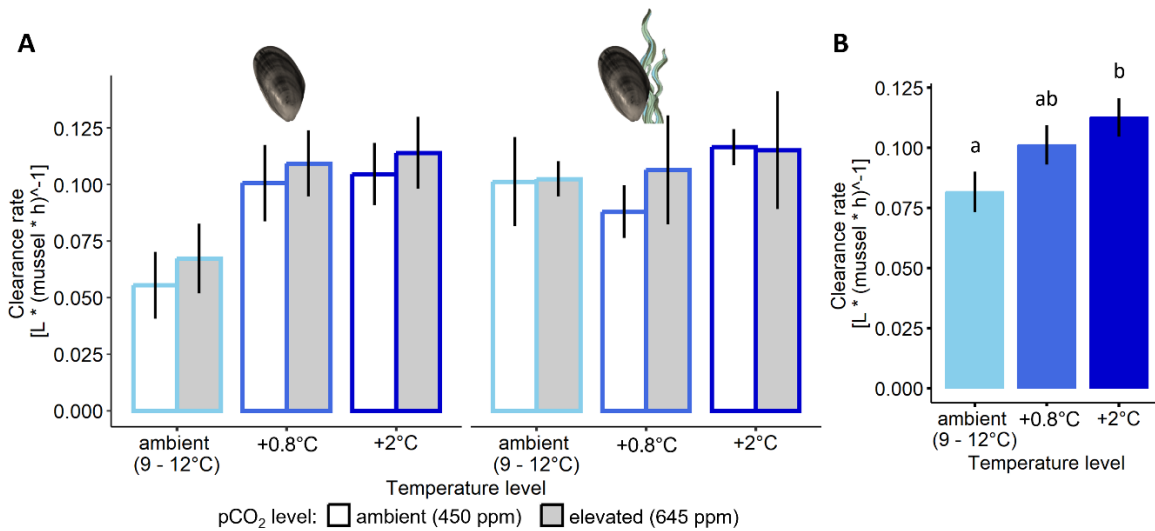 A
Clearance rate
[L * (mussel * h)^-1]
0.125
0.100
0.075
0.050
0.025
0.000
ambient
(9 - 12°C)
+0.8°C
+2°C
ambient
(9 - 12°C)
+0.8°C
+2°C
Temperature level
pCO₂ level: ambient (450 ppm) elevated (645 ppm)
B
Clearance rate
[L * (mussel * h)^-1]
0.125
0.100
0.075
0.050
0.025
0.000
a
ab
b
ambient
(9 - 12°C)
+0.8°C
+2°C
Temperature level